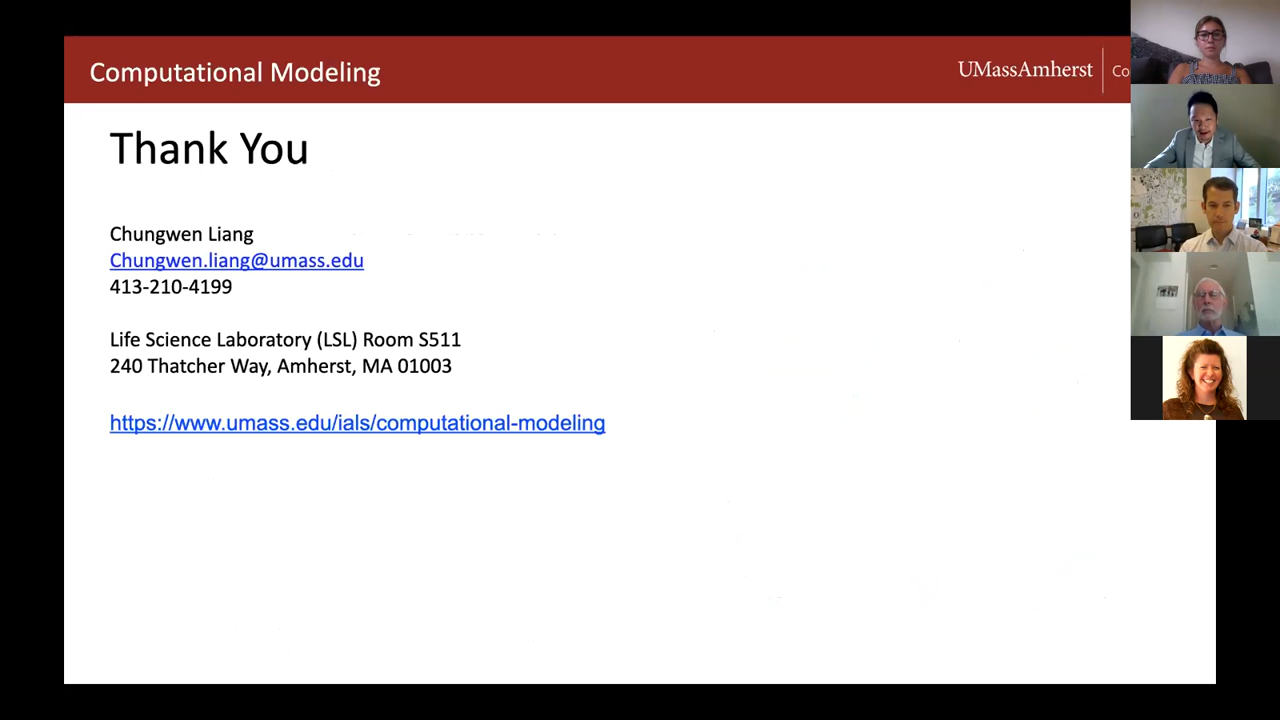 Computational Modeling
UMassAmherst
Co
Thank You
Chungwen Liang
Chungwen.liang@umass.edu
413-210-4199
Life Science Laboratory (LSL) Room S511
240 Thatcher Way, Amherst, MA 01003
https://www.umass.edu/ials/computational-modeling